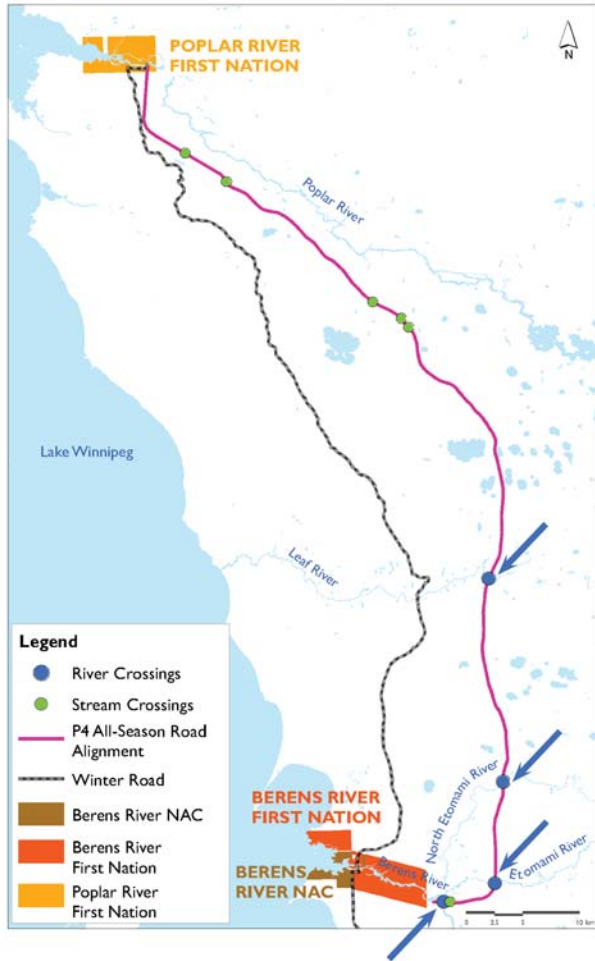 POPLAR RIVER
FIRST NATION
N
Poplar River
Lake Winnipeg
Leaf River
Legend
River Crossings
Stream Crossings
P4 All-Season Road
Alignment
Winter Road
Berens River NAC
Berens River
First Nation
Poplar River
First Nation
BERENS RIVER
FIRST NATION
BERENS
RIVER NAC
Berens River
North Etomami River
Etomami River
0 2.5 5 10 km